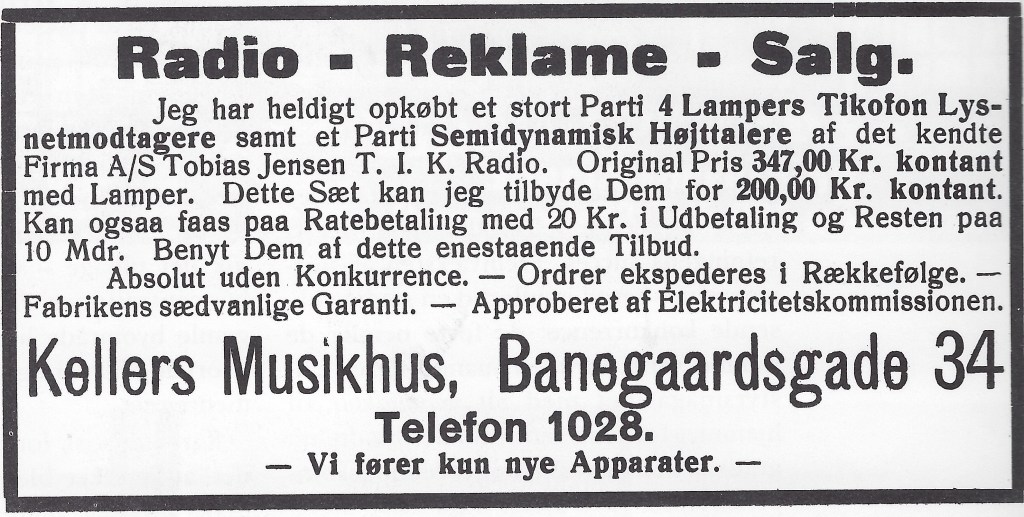 Radio - Reklame - Salg.
Jeg har heldigt opkøbt et stort Parti 4 Lampers Tikofon Lys-
netmodtagere samt et Parti Semidynamisk Højttalere af det kendte
Firma A/S Tobias Jensen T. I. K. Radio. Original Pris 347,00 Kr. kontant
med Lamper. Dette Sæt kan jeg tilbyde Dem for 200,00 Kr. kontant.
Kan ogsaa faas paa Ratebetaling med 20 Kr. i Udbetaling og Resten paa
10 Mdr. Benyt Dem af dette enestaaende Tilbud.
Absolut uden Konkurrence. — Ordrer ekspederes i Rækkefølge. —
Fabrikens sædvanlige Garanti. — Approberet af Elektricitetskommissionen.
Kellers Musikhus, Banegaardsgade 34
Telefon 1028.
— Vi fører kun nye Apparater. —